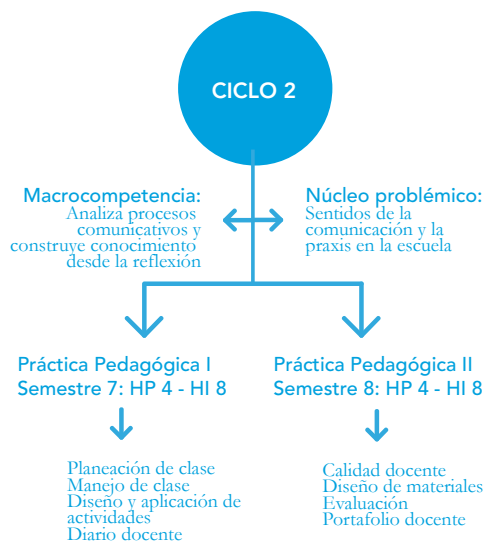 CICLO 2
Macrocompetencia:
Analiza procesos
comunicativos y
construye conocimiento
desde la reflexión
Núcleo problémico:
Sentidos de la
comunicación y la
praxis en la escuela
Práctica Pedagógica I
Semestre 7: HP 4 - HI 8
Planeación de clase
Manejo de clase
Diseño y aplicación de
actividades
Diario docente
Práctica Pedagógica II
Semestre 8: HP 4 - HI 8
Calidad docente
Diseño de materiales
Evaluación
Portafolio docente